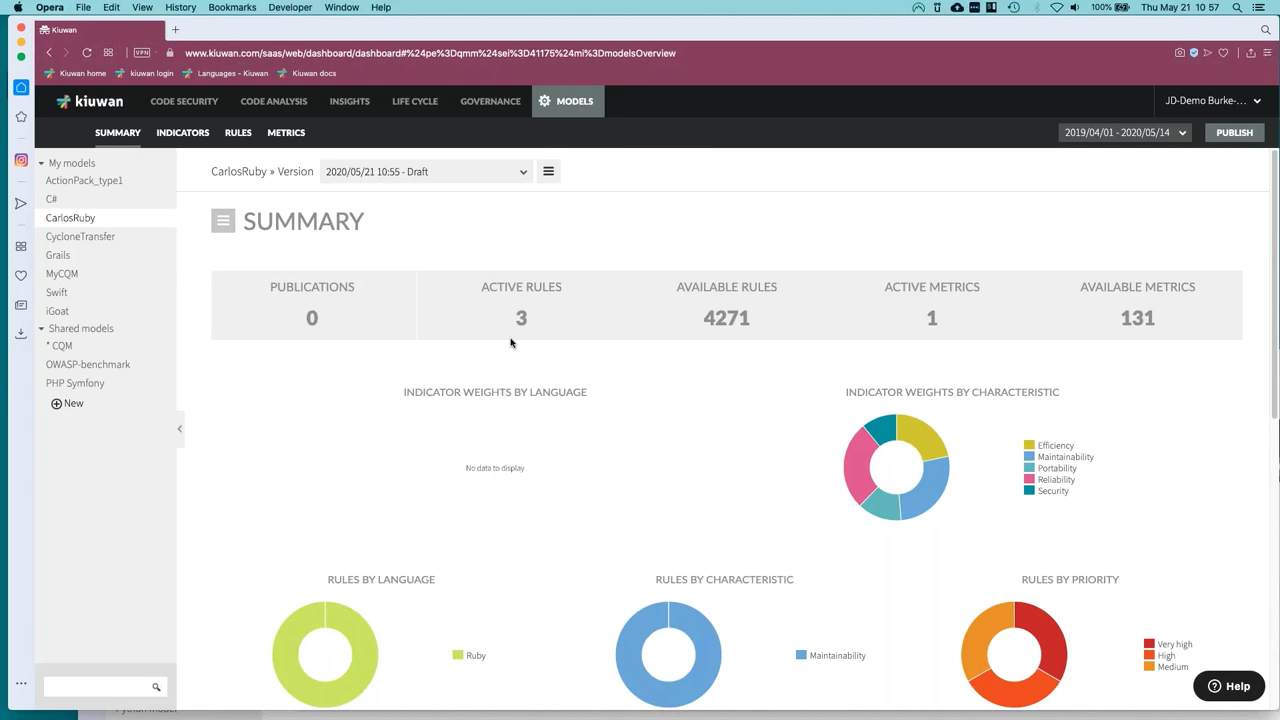 Opera File Edit View History Bookmarks Developer Window Help 100% Thu May 21 10:57
Kiuwan
VPN www.kiuwan.com/saas/web/dashboard/dashboard#%24pe%3Dqmm%24sei%3D41175%24mi%3DmodelsOverview
Kiuwan home kiuwan login Languages - Kiuwan Kiuwan docs
kiuwan CODE SECURITY CODE ANALYSIS INSIGHTS LIFE CYCLE GOVERNANCE MODELS JD-Demo Burke-...
SUMMARY INDICATORS RULES METRICS 2019/04/01 - 2020/05/14 PUBLISH
My models
ActionPack_type1
C#
CarlosRuby
CycloneTransfer
Grails
MyCQM
Swift
iGoat
Shared models
* CQM
OWASP-benchmark
PHP Symfony
New
CarlosRuby » Version 2020/05/21 10:55 - Draft
SUMMARY
PUBLICATIONS ACTIVE RULES AVAILABLE RULES ACTIVE METRICS AVAILABLE METRICS
0 3 4271 1 131
INDICATOR WEIGHTS BY LANGUAGE
No data to display
INDICATOR WEIGHTS BY CHARACTERISTIC
Efficiency
Maintainability
Portability
Reliability
Security
RULES BY LANGUAGE
Ruby
RULES BY CHARACTERISTIC
Maintainability
RULES BY PRIORITY
Very high
High
Medium
Help